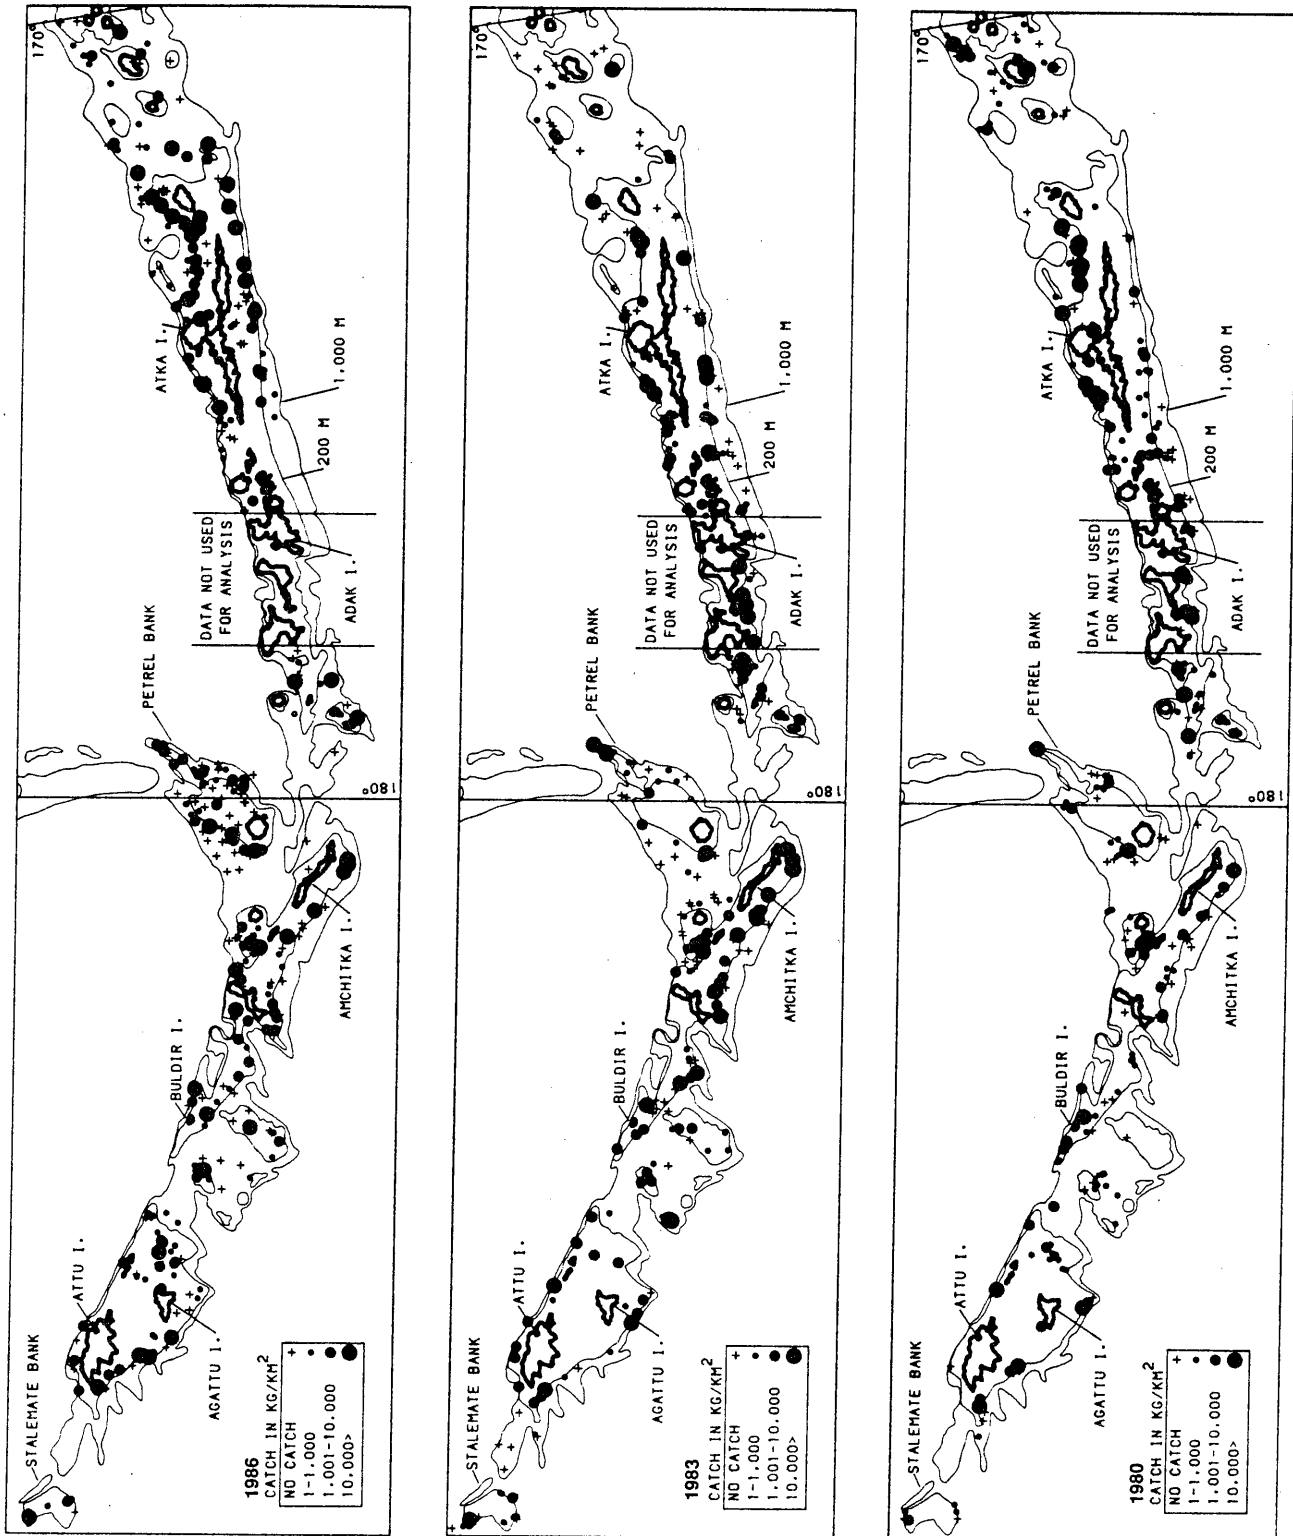 STALEMATE BANK
ATTU I.
AGATTU I.
BULDIR I.
AMCHITKA I.
PETREL BANK
180°
DATA NOT USED
FOR ANALYSIS
ADAK I.
ATKA I.
200 M
1,000 M
170°
1986
CATCH IN KG/KM²
NO CATCH +
1-1.000
1.001-10.000
10.000>
STALEMATE BANK
ATTU I.
AGATTU I.
BULDIR I.
AMCHITKA I.
PETREL BANK
180°
DATA NOT USED
FOR ANALYSIS
ADAK I.
ATKA I.
200 M
1,000 M
170°
1983
CATCH IN KG/KM²
NO CATCH +
1-1.000
1.001-10.000
10.000>
STALEMATE BANK
ATTU I.
AGATTU I.
BULDIR I.
AMCHITKA I.
PETREL BANK
180°
DATA NOT USED
FOR ANALYSIS
ADAK I.
ATKA I.
200 M
1,000 M
170°
1980
CATCH IN KG/KM²
NO CATCH +
1-1.000
1.001-10.000
10.000>